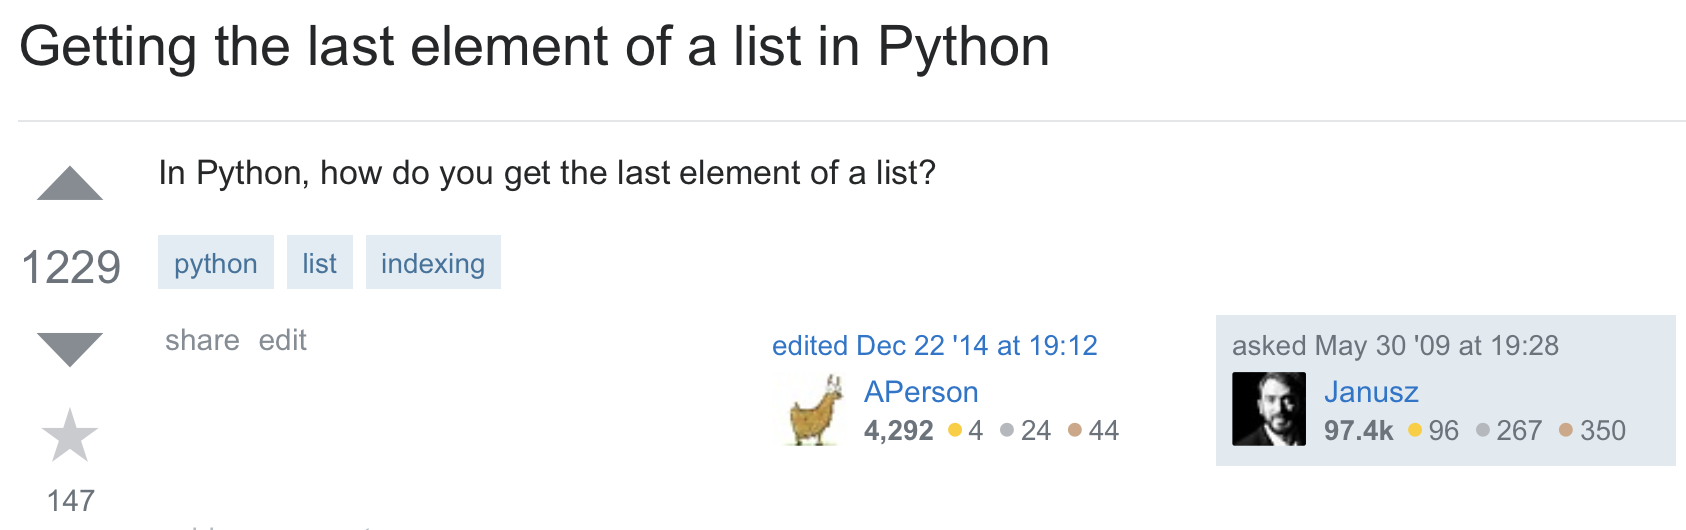 Getting the last element of a list in Python
In Python, how do you get the last element of a list?
1229
python list indexing
share edit
edited Dec 22 '14 at 19:12
APerson
4,292 4 24 44
asked May 30 '09 at 19:28
Janusz
97.4k 96 267 350
147